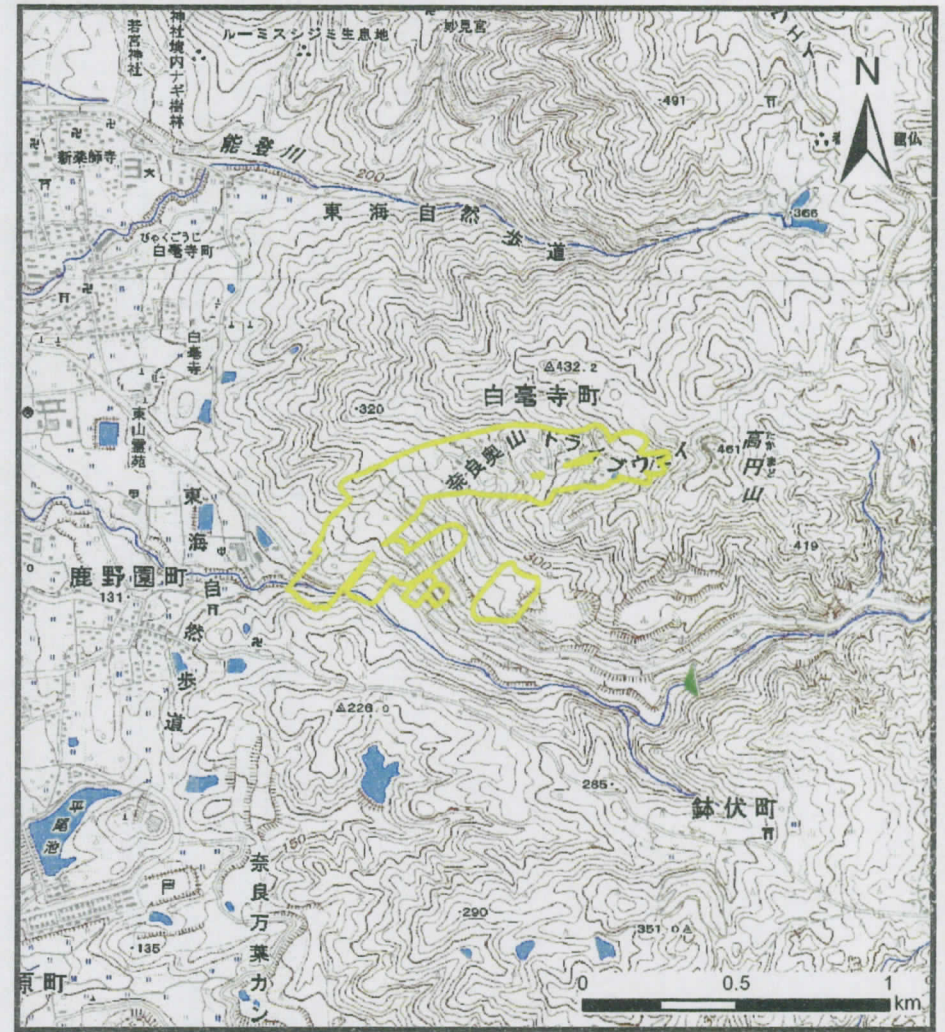 若宮神社
神社境内ナギ樹林
ルーミスシジミ生息地
妙見宮
・491
N
新薬師寺
能登川
200
東海自然歩道
・366
びゃくごうじ
白毫寺町
白毫寺
△432.2
白毫寺町
・320
奈良奥山ドライブウェイ
・461
高円山
東山霊苑
東海自然歩道
・419
300
鹿野園町
131・
△226.0
285・
鉢伏町
平尾池
50
奈良万葉カン
・290
351.0△
・135
原町
0 0.5 1
km